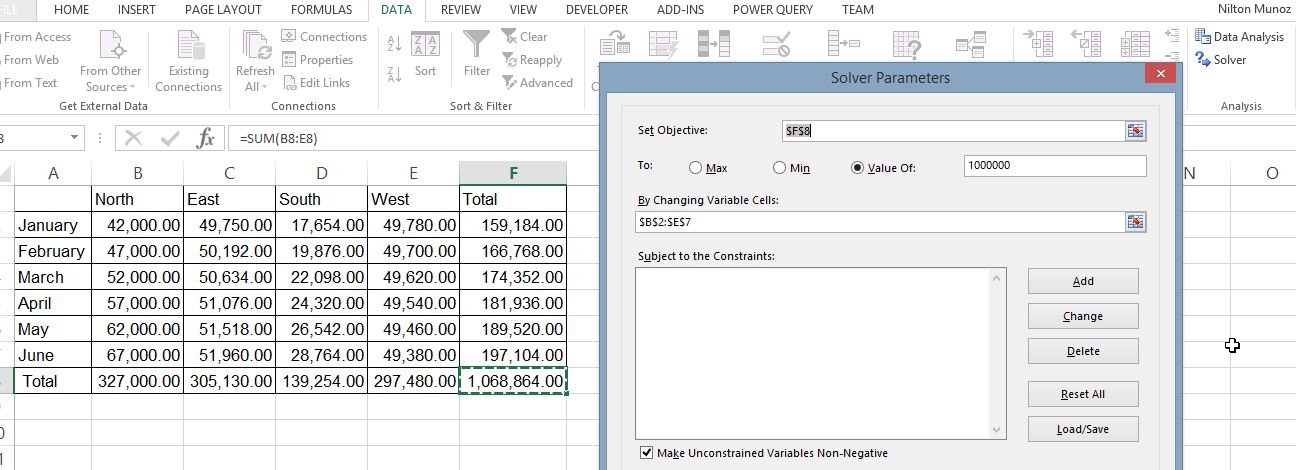 FILE HOME INSERT PAGE LAYOUT FORMULAS DATA REVIEW VIEW DEVELOPER ADD-INS POWER QUERY TEAM Nilton Munoz
From Access
From Web
From Text
From Other
Sources
Existing
Connections
Get External Data
Refresh
All
Connections
Properties
Edit Links
Connections
Sort
Filter
Clear
Reapply
Advanced
Sort & Filter
Data Analysis
Solver
Analysis
=SUM(B8:E8)
A B C D E F N O
North East South West Total
January 42,000.00 49,750.00 17,654.00 49,780.00 159,184.00
February 47,000.00 50,192.00 19,876.00 49,700.00 166,768.00
March 52,000.00 50,634.00 22,098.00 49,620.00 174,352.00
April 57,000.00 51,076.00 24,320.00 49,540.00 181,936.00
May 62,000.00 51,518.00 26,542.00 49,460.00 189,520.00
June 67,000.00 51,960.00 28,764.00 49,380.00 197,104.00
Total 327,000.00 305,130.00 139,254.00 297,480.00 1,068,864.00
Solver Parameters
Set Objective: $F$8
To: Max Min Value Of: 1000000
By Changing Variable Cells:
$B$2:$E$7
Subject to the Constraints:
Add
Change
Delete
Reset All
Load/Save
Make Unconstrained Variables Non-Negative